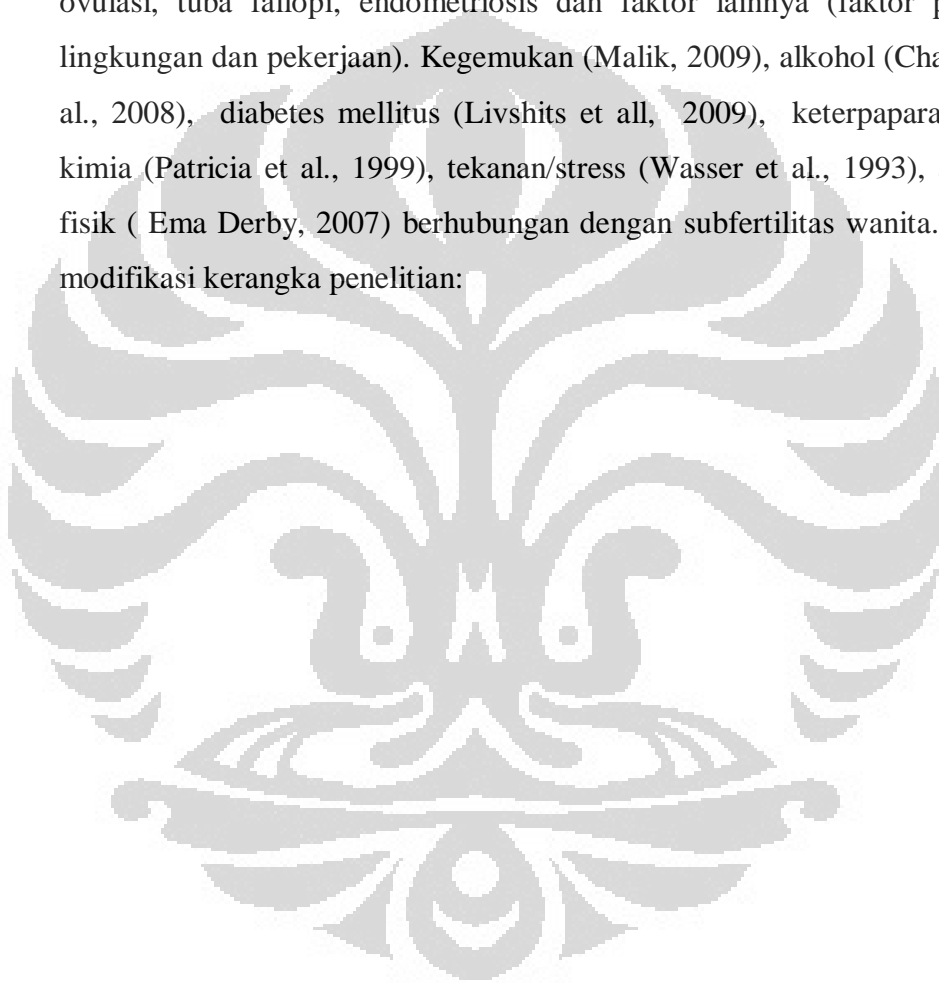 ovulasi, tuba fallopi, endometriosis dan faktor lainnya (faktor
lingkungan dan pekerjaan). Kegemukan (Malik, 2009), alkohol
al., 2008), diabetes mellitus (Livshits et all, 2009),
kimia (Patricia et al., 1999), tekanan/stress (Wasser et al., 1993),
fisik ( Ema Derby, 2007) berhubungan dengan subfertilitas wanita.
modifikasi kerangka penelitian: